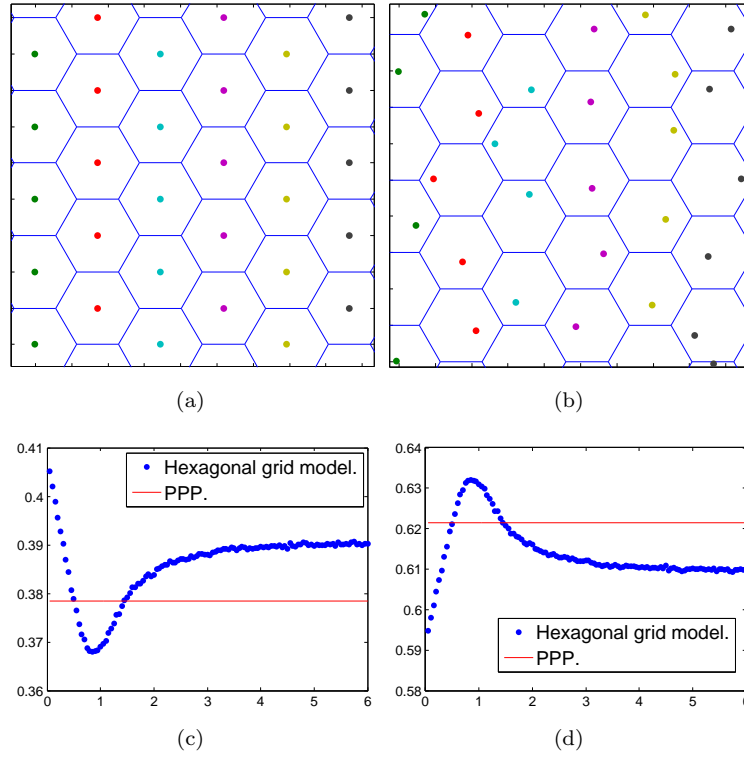 (a)
(b)
0.41
0.4
0.39
0.38
0.37
0.36
0 1 2 3 4 5 6
Hexagonal grid model.
PPP.
(c)
0.64
0.63
0.62
0.61
0.6
0.59
0.58
0 1 2 3 4 5 6
Hexagonal grid model.
PPP.
(d)